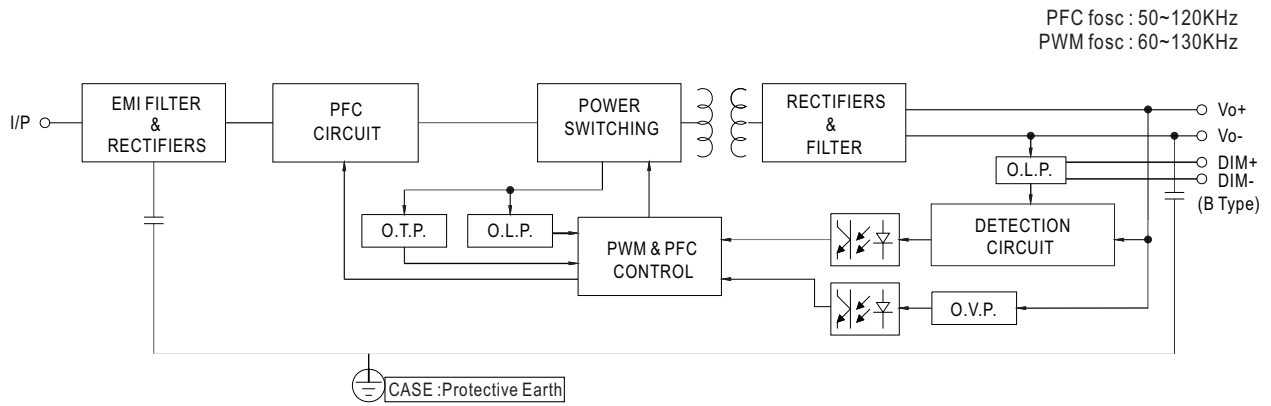 PFC fosc : 50~120KHz
PWM fosc : 60~130KHz
I/P
EMI FILTER
&
RECTIFIERS
PFC
CIRCUIT
POWER
SWITCHING
RECTIFIERS
&
FILTER
Vo+
Vo-
DIM+
DIM-
(B Type)
O.L.P.
O.T.P.
O.L.P.
PWM & PFC
CONTROL
DETECTION
CIRCUIT
O.V.P.
CASE :Protective Earth